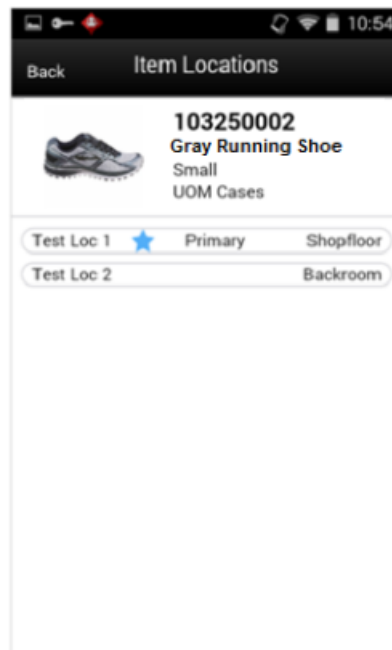 10:54
Back Item Locations
103250002
Gray Running Shoe
Small
UOM Cases
Test Loc 1 Primary Shopfloor
Test Loc 2 Backroom